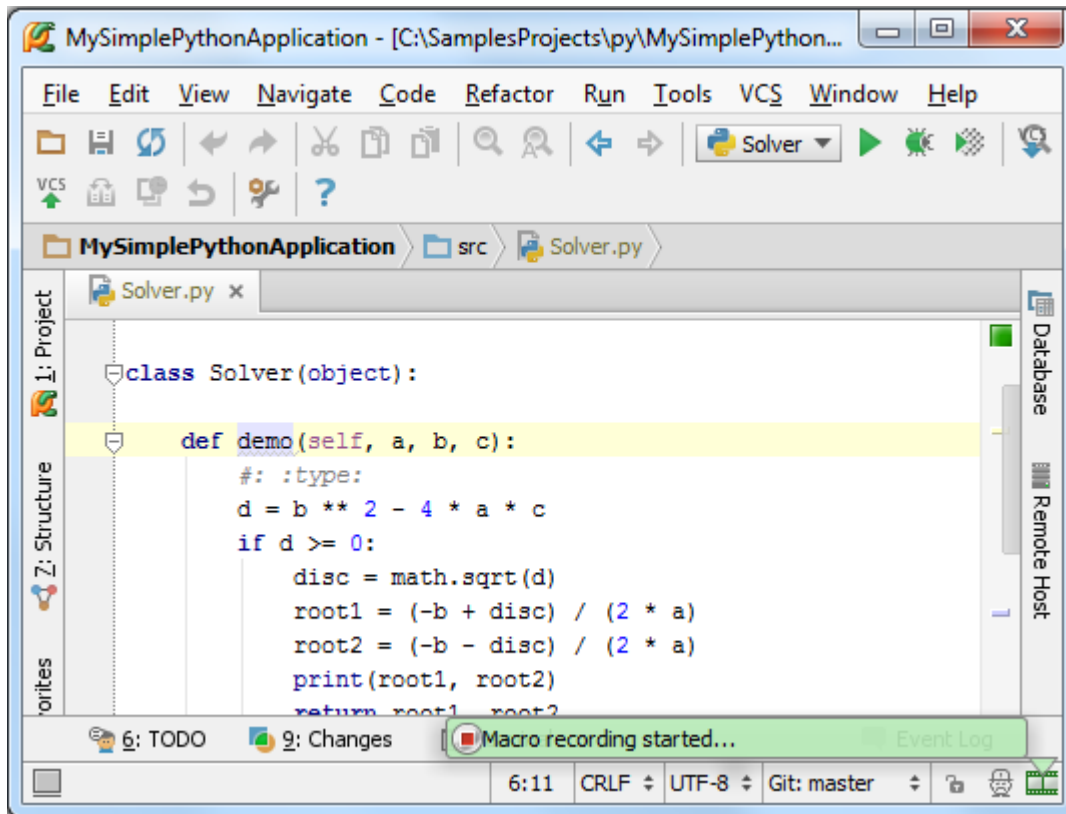 MySimplePythonApplication - [C:\SamplesProjects\py\MySimplePython...
File Edit View Navigate Code Refactor Run Tools VCS Window Help
Solver
VCS
?
MySimplePythonApplication src Solver.py
Solver.py
1: Project
7: Structure
Database
Remote Host
class Solver(object):
def demo(self, a, b, c):
#: :type:
d = b ** 2 - 4 * a * c
if d >= 0:
disc = math.sqrt(d)
root1 = (-b + disc) / (2 * a)
root2 = (-b - disc) / (2 * a)
print(root1, root2)
return root1, root2
6: TODO 9: Changes Macro recording started... Event Log
6:11 CRLF UTF-8 Git: master